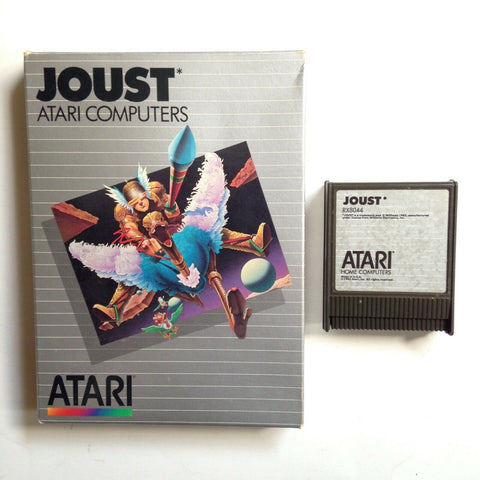 JOUST*
ATARI COMPUTERS
ATARI
JOUST*
RX8044
ATARI
HOME COMPUTERS